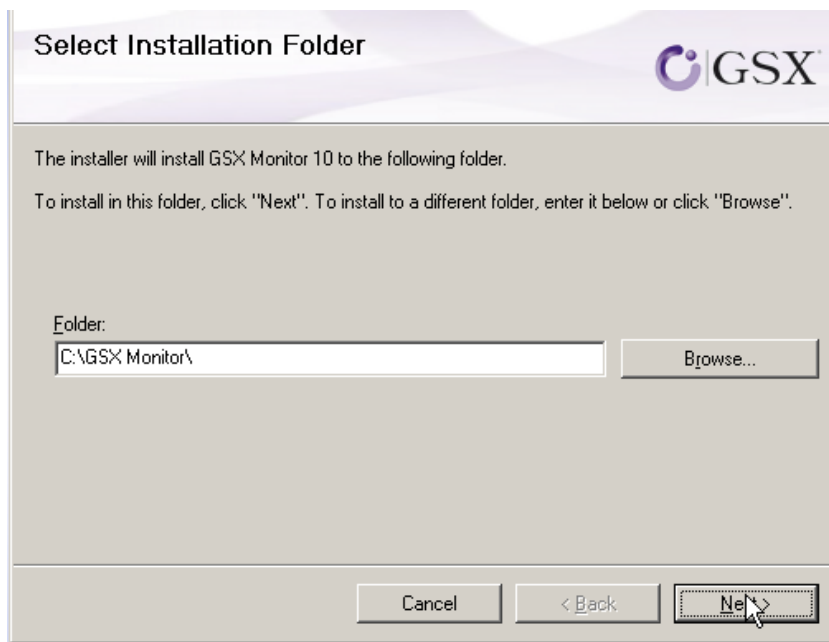 Select Installation Folder
GSX
The installer will install GSX Monitor 10 to the following folder.
To install in this folder, click "Next". To install to a different folder, enter it below or click "Browse".
Folder:
C:\GSX Monitor\
Browse...
Cancel
< Back
Next >